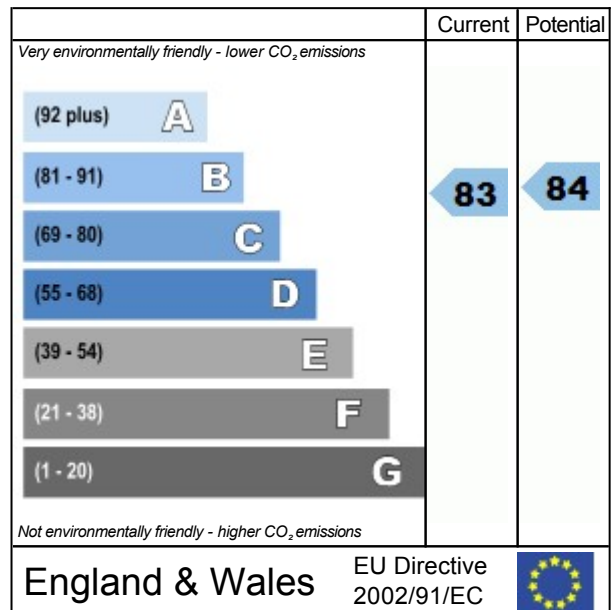 Current Potential
Very environmentally friendly - lower CO₂ emissions
(92 plus) A
(81 - 91) B
83 84
(69 - 80) C
(55 - 68) D
(39 - 54) E
(21 - 38) F
(1 - 20) G
Not environmentally friendly - higher CO₂ emissions
England & Wales
EU Directive
2002/91/EC